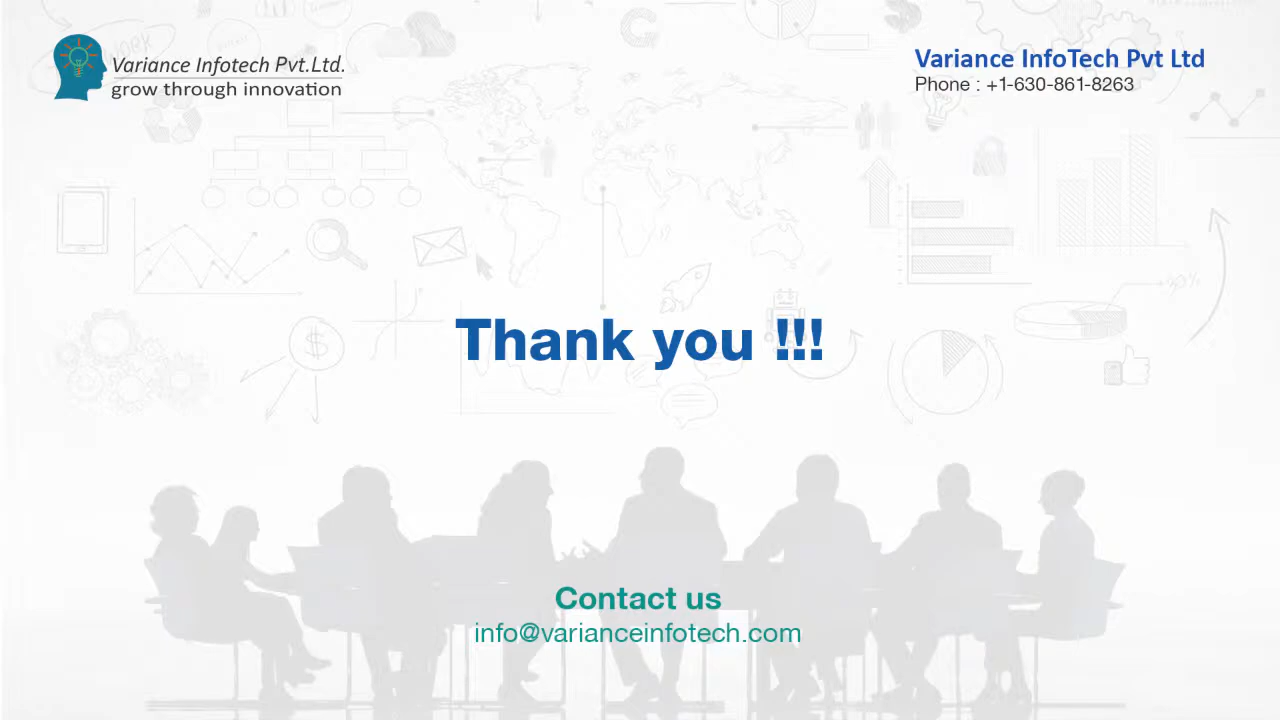 Variance Infotech Pvt.Ltd.
grow through innovation
Variance InfoTech Pvt Ltd
Phone : +1-630-861-8263
30%
Thank you !!!
Contact us
info@varianceinfotech.com